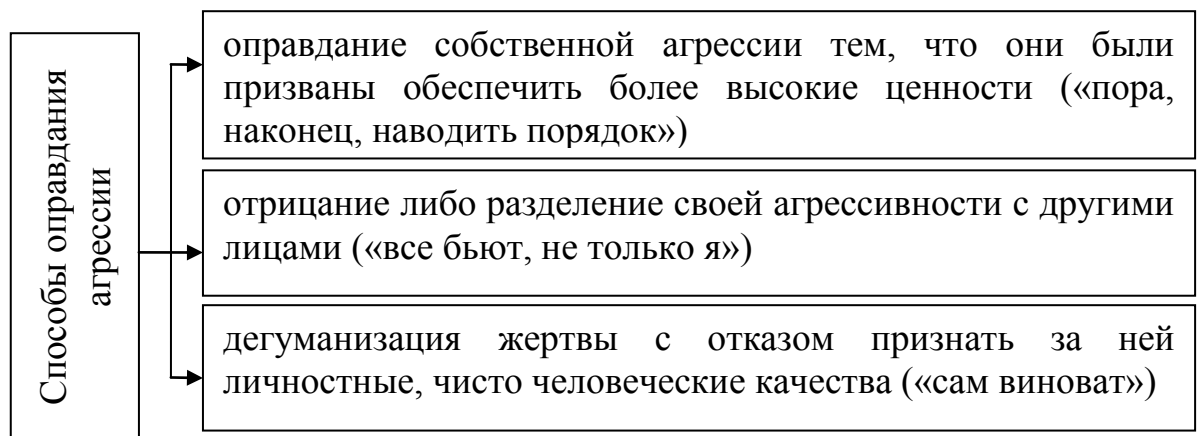 Способы оправдания
агрессии
оправдание собственной агрессии тем, что они были
призваны обеспечить более высокие ценности («пора,
наконец, наводить порядок»)
отрицание либо разделение своей агрессивности с другими
лицами («все бьют, не только я»)
дегуманизация жертвы с отказом признать за ней
личностные, чисто человеческие качества («сам виноват»)